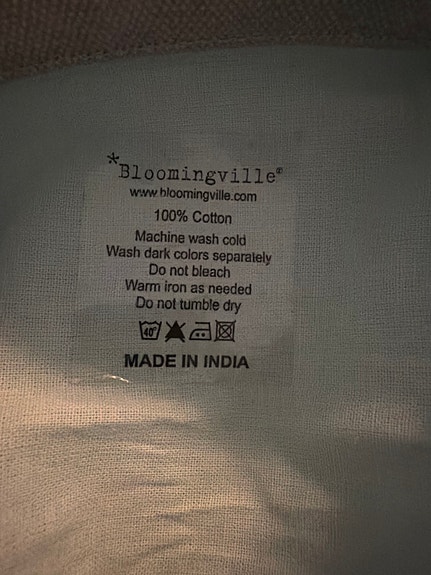 *Bloomingville®
www.bloomingville.com
100% Cotton
Machine wash cold
Wash dark colors separately
Do not bleach
Warm iron as needed
Do not tumble dry
40°
MADE IN INDIA